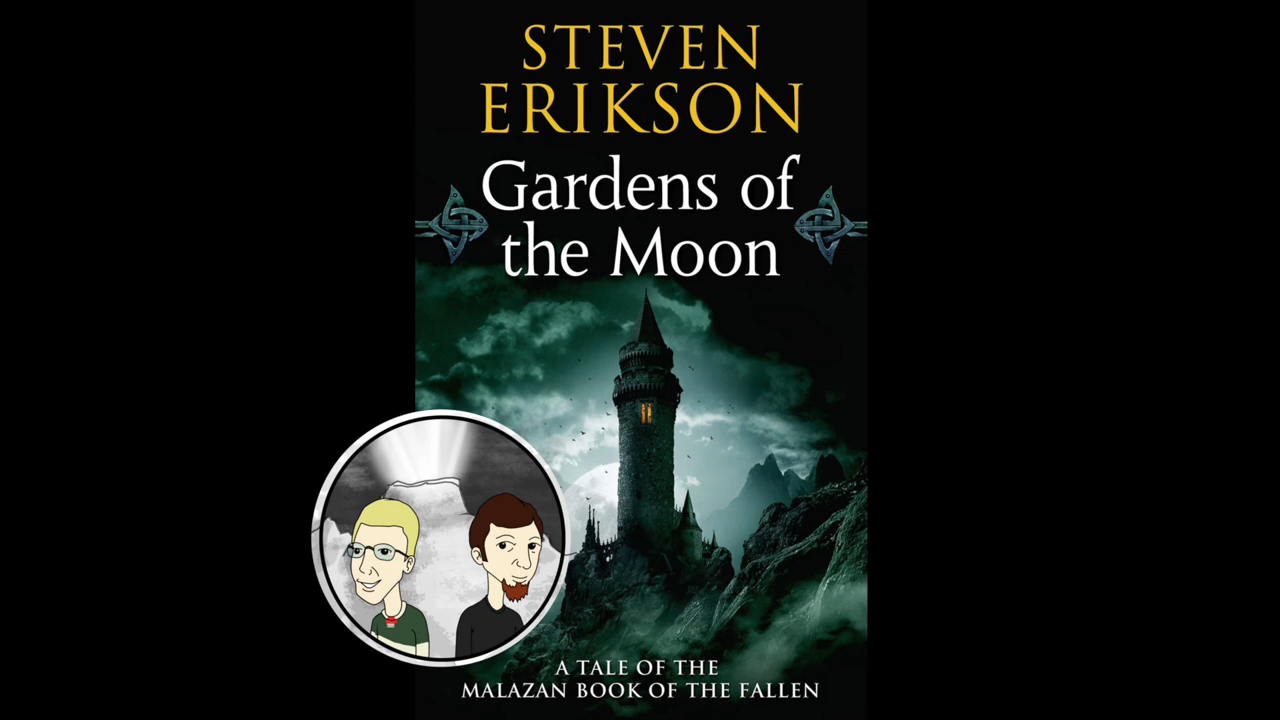 STEVEN
ERIKSON
Gardens of
the Moon
A TALE OF THE
MALAZAN BOOK OF THE FALLEN